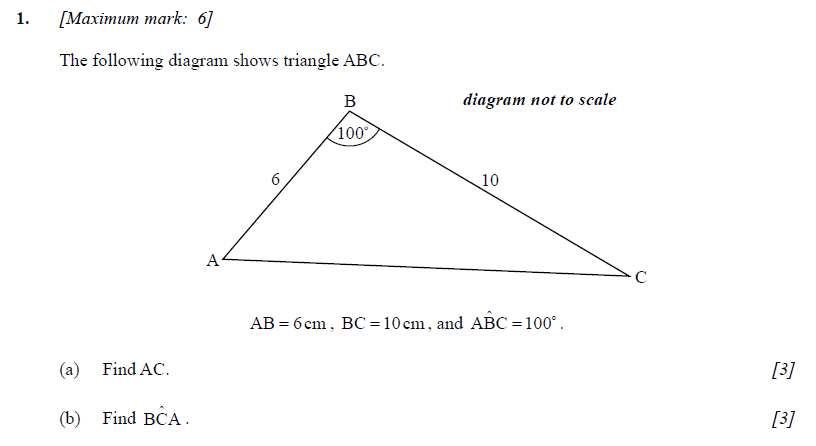 1. [Maximum mark: 6]
The following diagram shows triangle ABC.
B diagram not to scale
100°
6 10
A
C
AB = 6 cm , BC = 10 cm , and AB̂C = 100° .
(a) Find AC. [3]
(b) Find BĈA . [3]